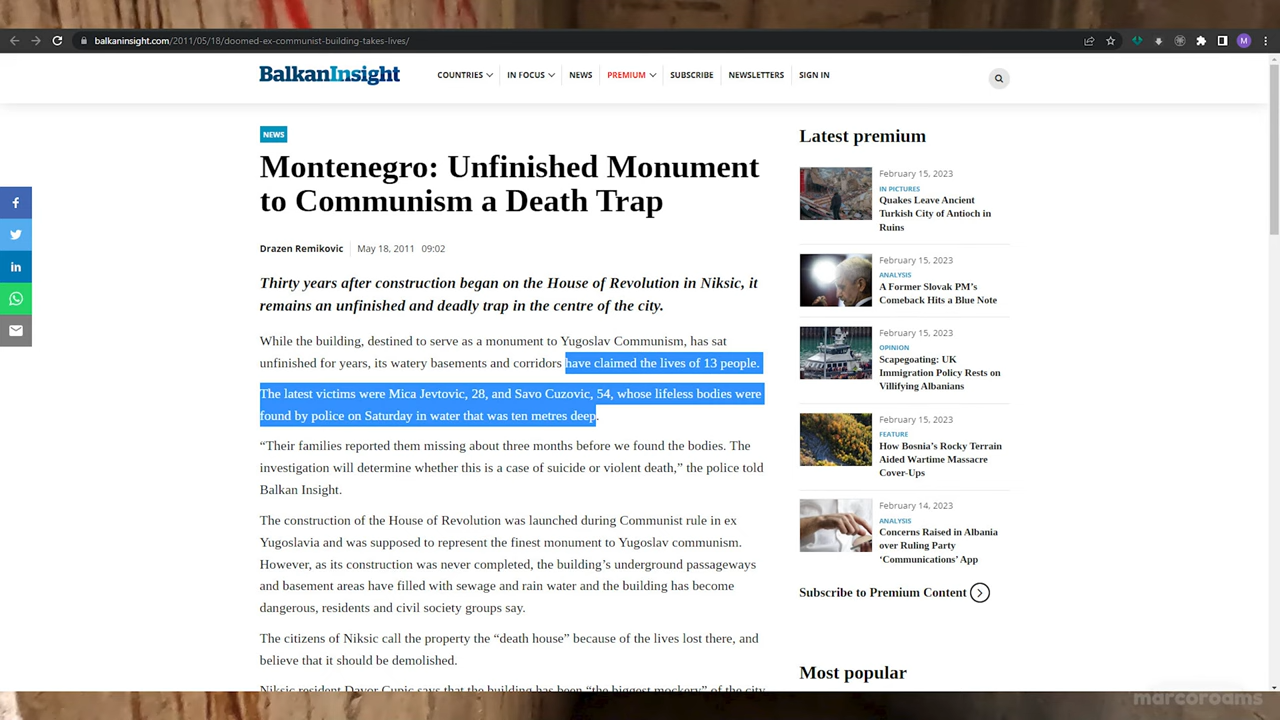 balkaninsight.com/2011/05/18/doomed-ex-communist-building-takes-lives/
M
BalkanInsight
COUNTRIES
IN FOCUS
NEWS
PREMIUM
SUBSCRIBE
NEWSLETTERS
SIGN IN
NEWS
Montenegro: Unfinished Monument
to Communism a Death Trap
Drazen Remikovic
May 18, 2011 09:02
Thirty years after construction began on the House of Revolution in Niksic, it
remains an unfinished and deadly trap in the centre of the city.
While the building, destined to serve as a monument to Yugoslav Communism, has sat
unfinished for years, its watery basements and corridors have claimed the lives of 13 people.
The latest victims were Mica Jevtovic, 28, and Savo Cuzovic, 54, whose lifeless bodies were
found by police on Saturday in water that was ten metres deep.
“Their families reported them missing about three months before we found the bodies. The
investigation will determine whether this is a case of suicide or violent death,” the police told
Balkan Insight.
The construction of the House of Revolution was launched during Communist rule in ex
Yugoslavia and was supposed to represent the finest monument to Yugoslav communism.
However, as its construction was never completed, the building’s underground passageways
and basement areas have filled with sewage and rain water and the building has become
dangerous, residents and civil society groups say.
The citizens of Niksic call the property the “death house” because of the lives lost there, and
believe that it should be demolished.
Niksic resident Davor Cupic says that the building has been “the biggest mockery” of the city
Latest premium
February 15, 2023
IN PICTURES
Quakes Leave Ancient
Turkish City of Antioch in
Ruins
February 15, 2023
ANALYSIS
A Former Slovak PM’s
Comeback Hits a Blue Note
February 15, 2023
OPINION
Scapegoating: UK
Immigration Policy Rests on
Villifying Albanians
February 15, 2023
FEATURE
How Bosnia’s Rocky Terrain
Aided Wartime Massacre
Cover-Ups
February 14, 2023
ANALYSIS
Concerns Raised in Albania
over Ruling Party
‘Communications’ App
Subscribe to Premium Content
Most popular
marcoroams